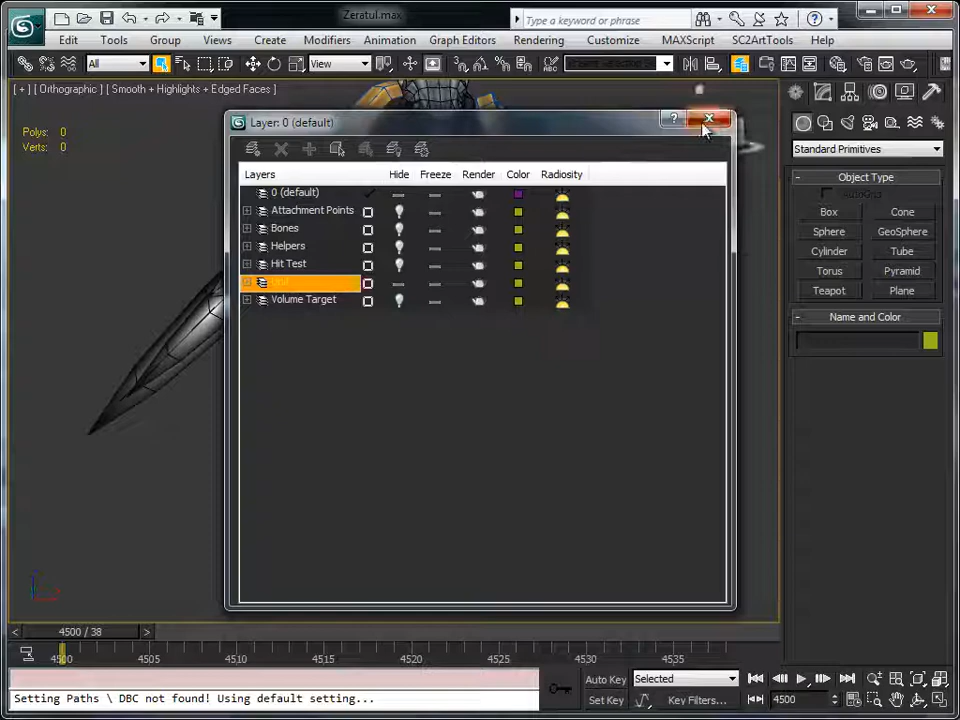 Zeratul.max
Type a keyword or phrase
Edit Tools Group Views Create Modifiers Animation Graph Editors Rendering Customize MAXScript SC2ArtTools Help
All
View
[ + ] [ Orthographic ] [ Smooth + Highlights + Edged Faces ]
Polys: 0
Verts: 0
Layer: 0 (default)
Layers Hide Freeze Render Color Radiosity
0 (default)
Attachment Points
Bones
Helpers
Hit Test
Unit
Volume Target
Standard Primitives
Object Type
AutoGrid
Box Cone
Sphere GeoSphere
Cylinder Tube
Torus Pyramid
Teapot Plane
Name and Color
< 4500 / 38 >
4500 4505 4510 4515 4520 4525 4530 4535
Auto Key Selected
Set Key Key Filters... 4500
Setting Paths \ DBC not found! Using default setting...